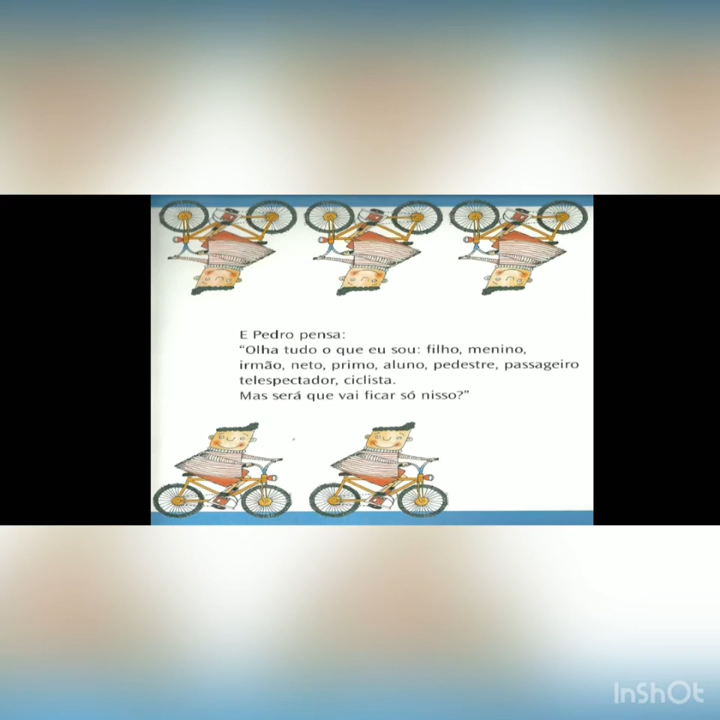 E Pedro pensa:
“Olha tudo o que eu sou: filho, menino,
irmão, neto, primo, aluno, pedestre, passageiro
telespectador, ciclista.
Mas será que vai ficar só nisso?”
InShOt